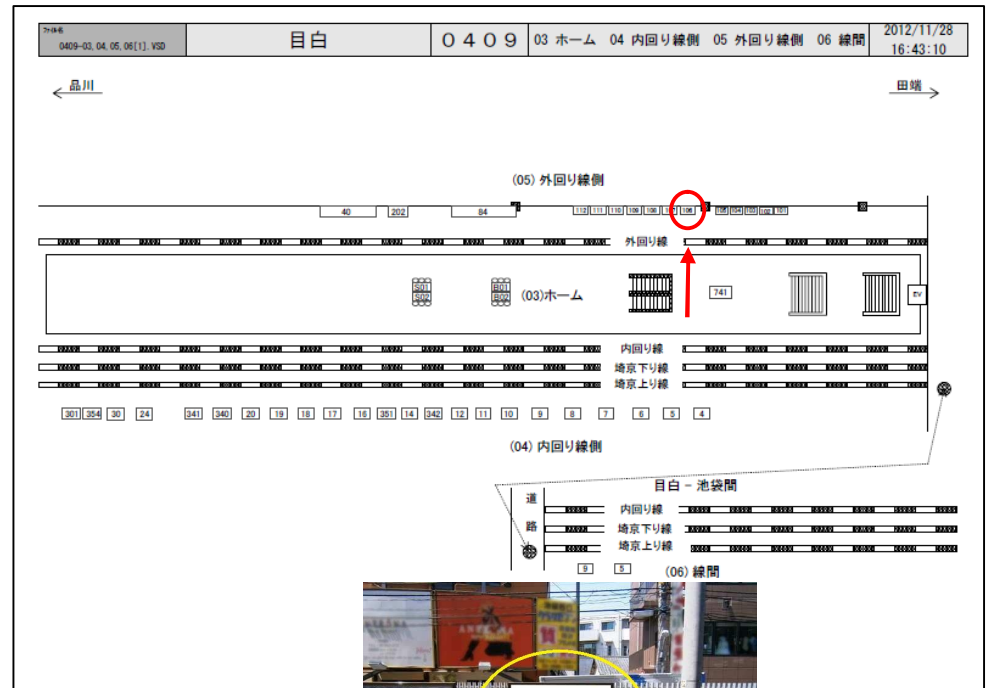 ファイル名
0409-03, 04, 05, 06[1]. VSD
目白
0409
03 ホーム 04 内回り線側 05 外回り線側 06 線間
2012/11/28
16:43:10
品川
田端
(05) 外回り線側
40 202 84 112 111 110 109 108 107 106 105 104 103 102 101
外回り線
S01 B01
S02 B02
(03)ホーム
741
EV
内回り線
埼京下り線
埼京上り線
301 354 30 24 341 340 20 19 18 17 16 351 14 342 12 11 10 9 8 7 6 5 4
(04) 内回り線側
目白 - 池袋間
道路
内回り線
埼京下り線
埼京上り線
9 5
(06) 線間